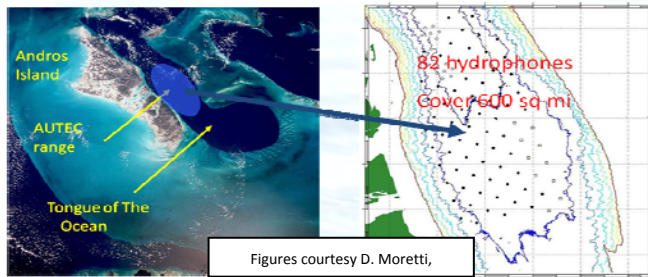 Andros
Island
AUTEC
range
Tongue of The
Ocean
82 hydrophones
Cover 600 sq mi
Figures courtesy D. Moretti,